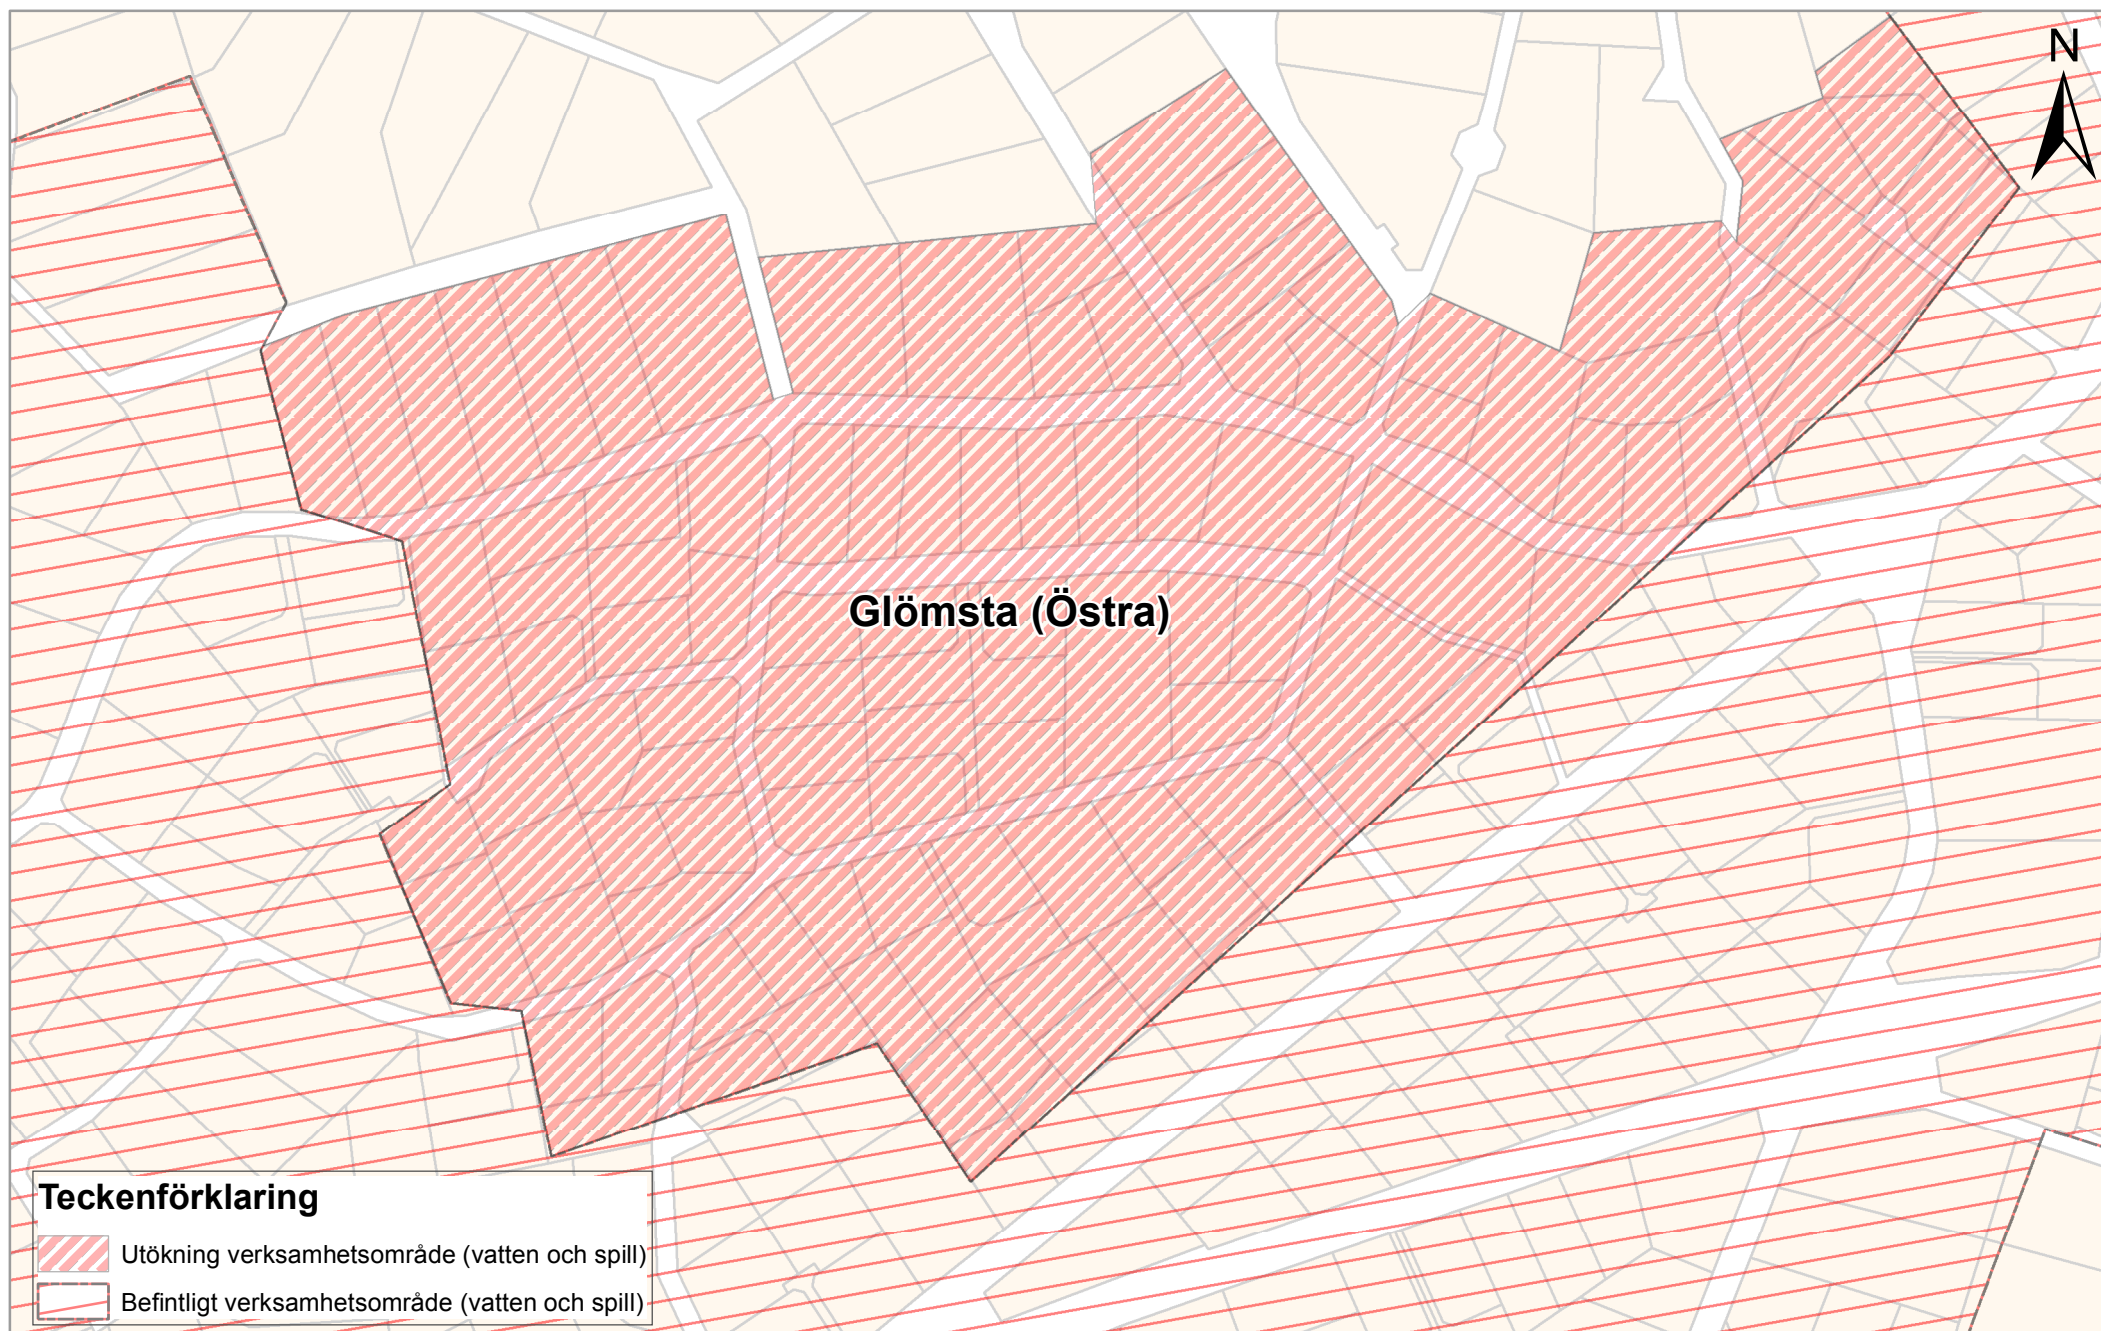 N
Glömsta (Östra)
Teckenförklaring
Utökning verksamhetsområde (vatten och spill)
Befintligt verksamhetsområde (vatten och spill)